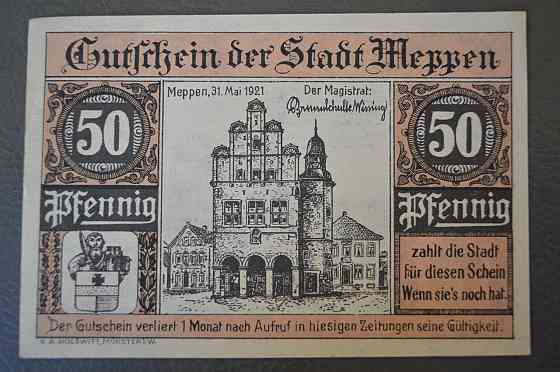 Gutschein der Stadt Meppen
Meppen, 31. Mai 1921 Der Magistrat:
50
Pfennig
50
Pfennig
zahlt die Stadt
für diesen Schein
Wenn sie's noch hat.
Der Gutschein verliert 1 Monat nach Aufruf in hiesigen Zeitungen seine Gültigkeit.
MÜNSTER I.W.